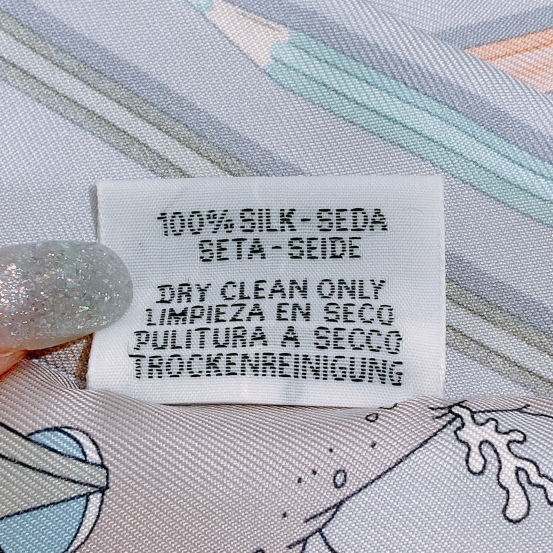 100% SILK - SEDA
SETA - SEIDE
DRY CLEAN ONLY
LIMPIEZA EN SECO
PULITURA A SECCO
TROCKENREINIGUNG